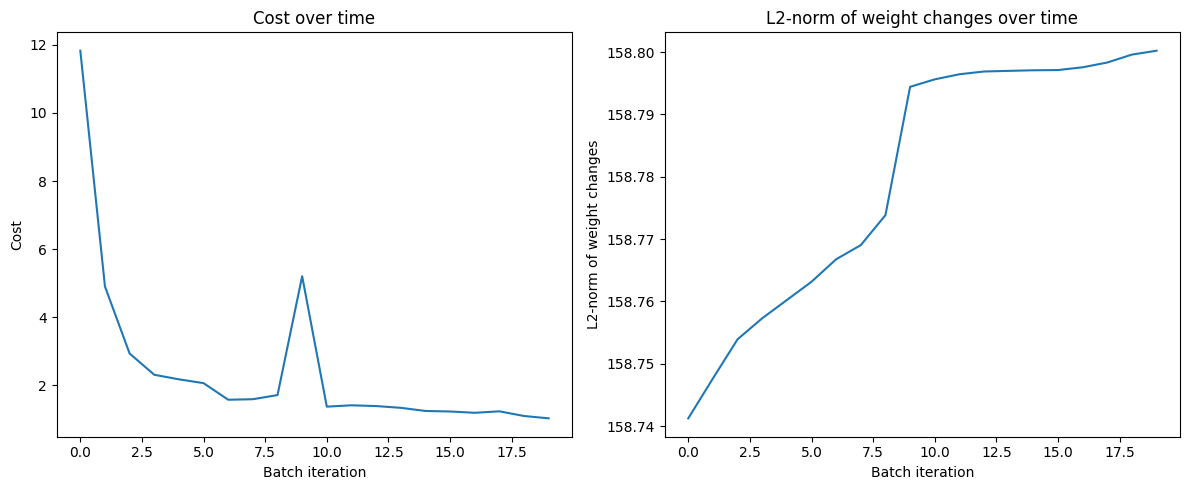 Cost over time
12
10
8
6
4
2
Cost
0.0 2.5 5.0 7.5 10.0 12.5 15.0 17.5
Batch iteration
L2-norm of weight changes over time
158.80
158.79
158.78
158.77
158.76
158.75
158.74
L2-norm of weight changes
0.0 2.5 5.0 7.5 10.0 12.5 15.0 17.5
Batch iteration